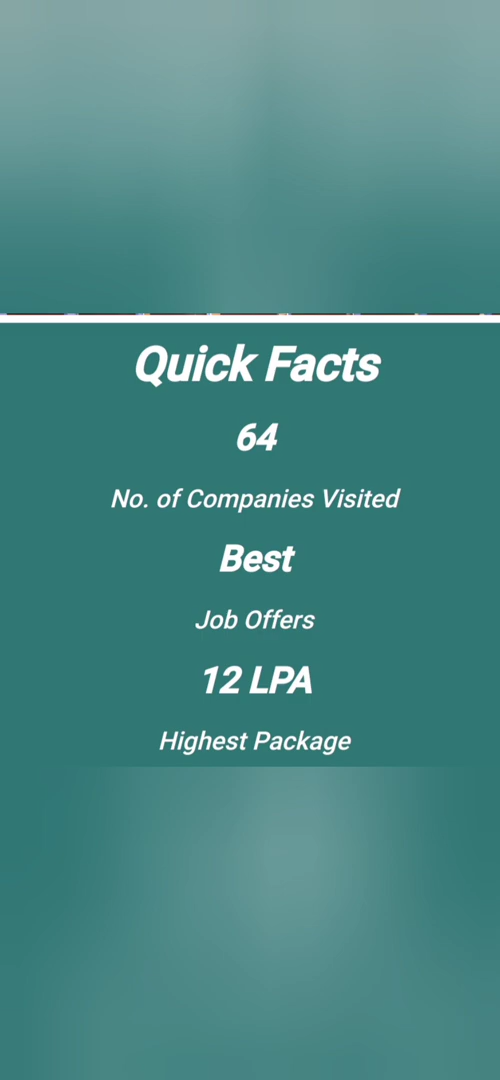 Quick Facts
64
No. of Companies Visited
Best
Job Offers
12 LPA
Highest Package